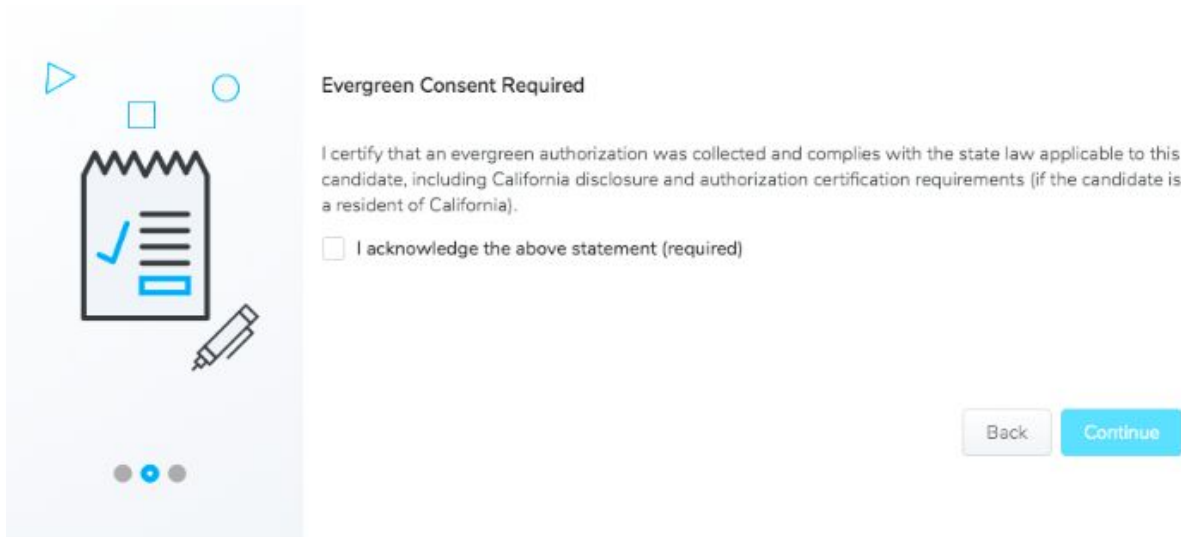 Evergreen Consent Required
I certify that an evergreen authorization was collected and complies with the state law applicable to this
candidate, including California disclosure and authorization certification requirements (if the candidate is
a resident of California).
I acknowledge the above statement (required)
Back Continue